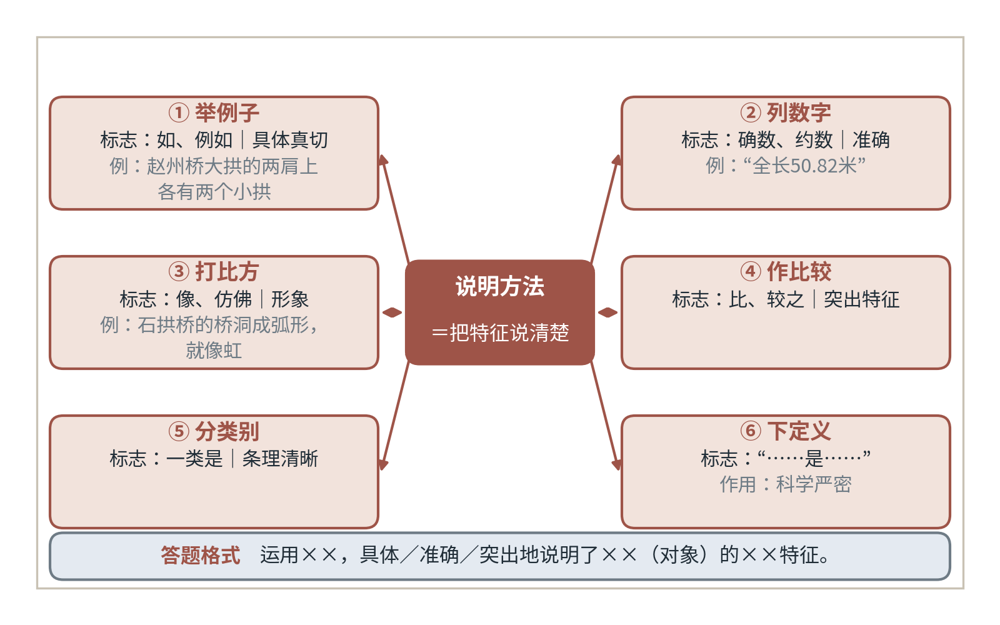 ① 举例子
标志：如、例如｜具体真切
例：赵州桥大拱的两肩上
各有两个小拱
② 列数字
标志：确数、约数｜准确
例：“全长50.82米”
③ 打比方
标志：像、仿佛｜形象
例：石拱桥的桥洞成弧形，
就像虹
说明方法
＝把特征说清楚
④ 作比较
标志：比、较之｜突出特征
⑤ 分类别
标志：一类是｜条理清晰
⑥ 下定义
标志：“……是……”
作用：科学严密
答题格式　运用××，具体／准确／突出地说明了××（对象）的××特征。